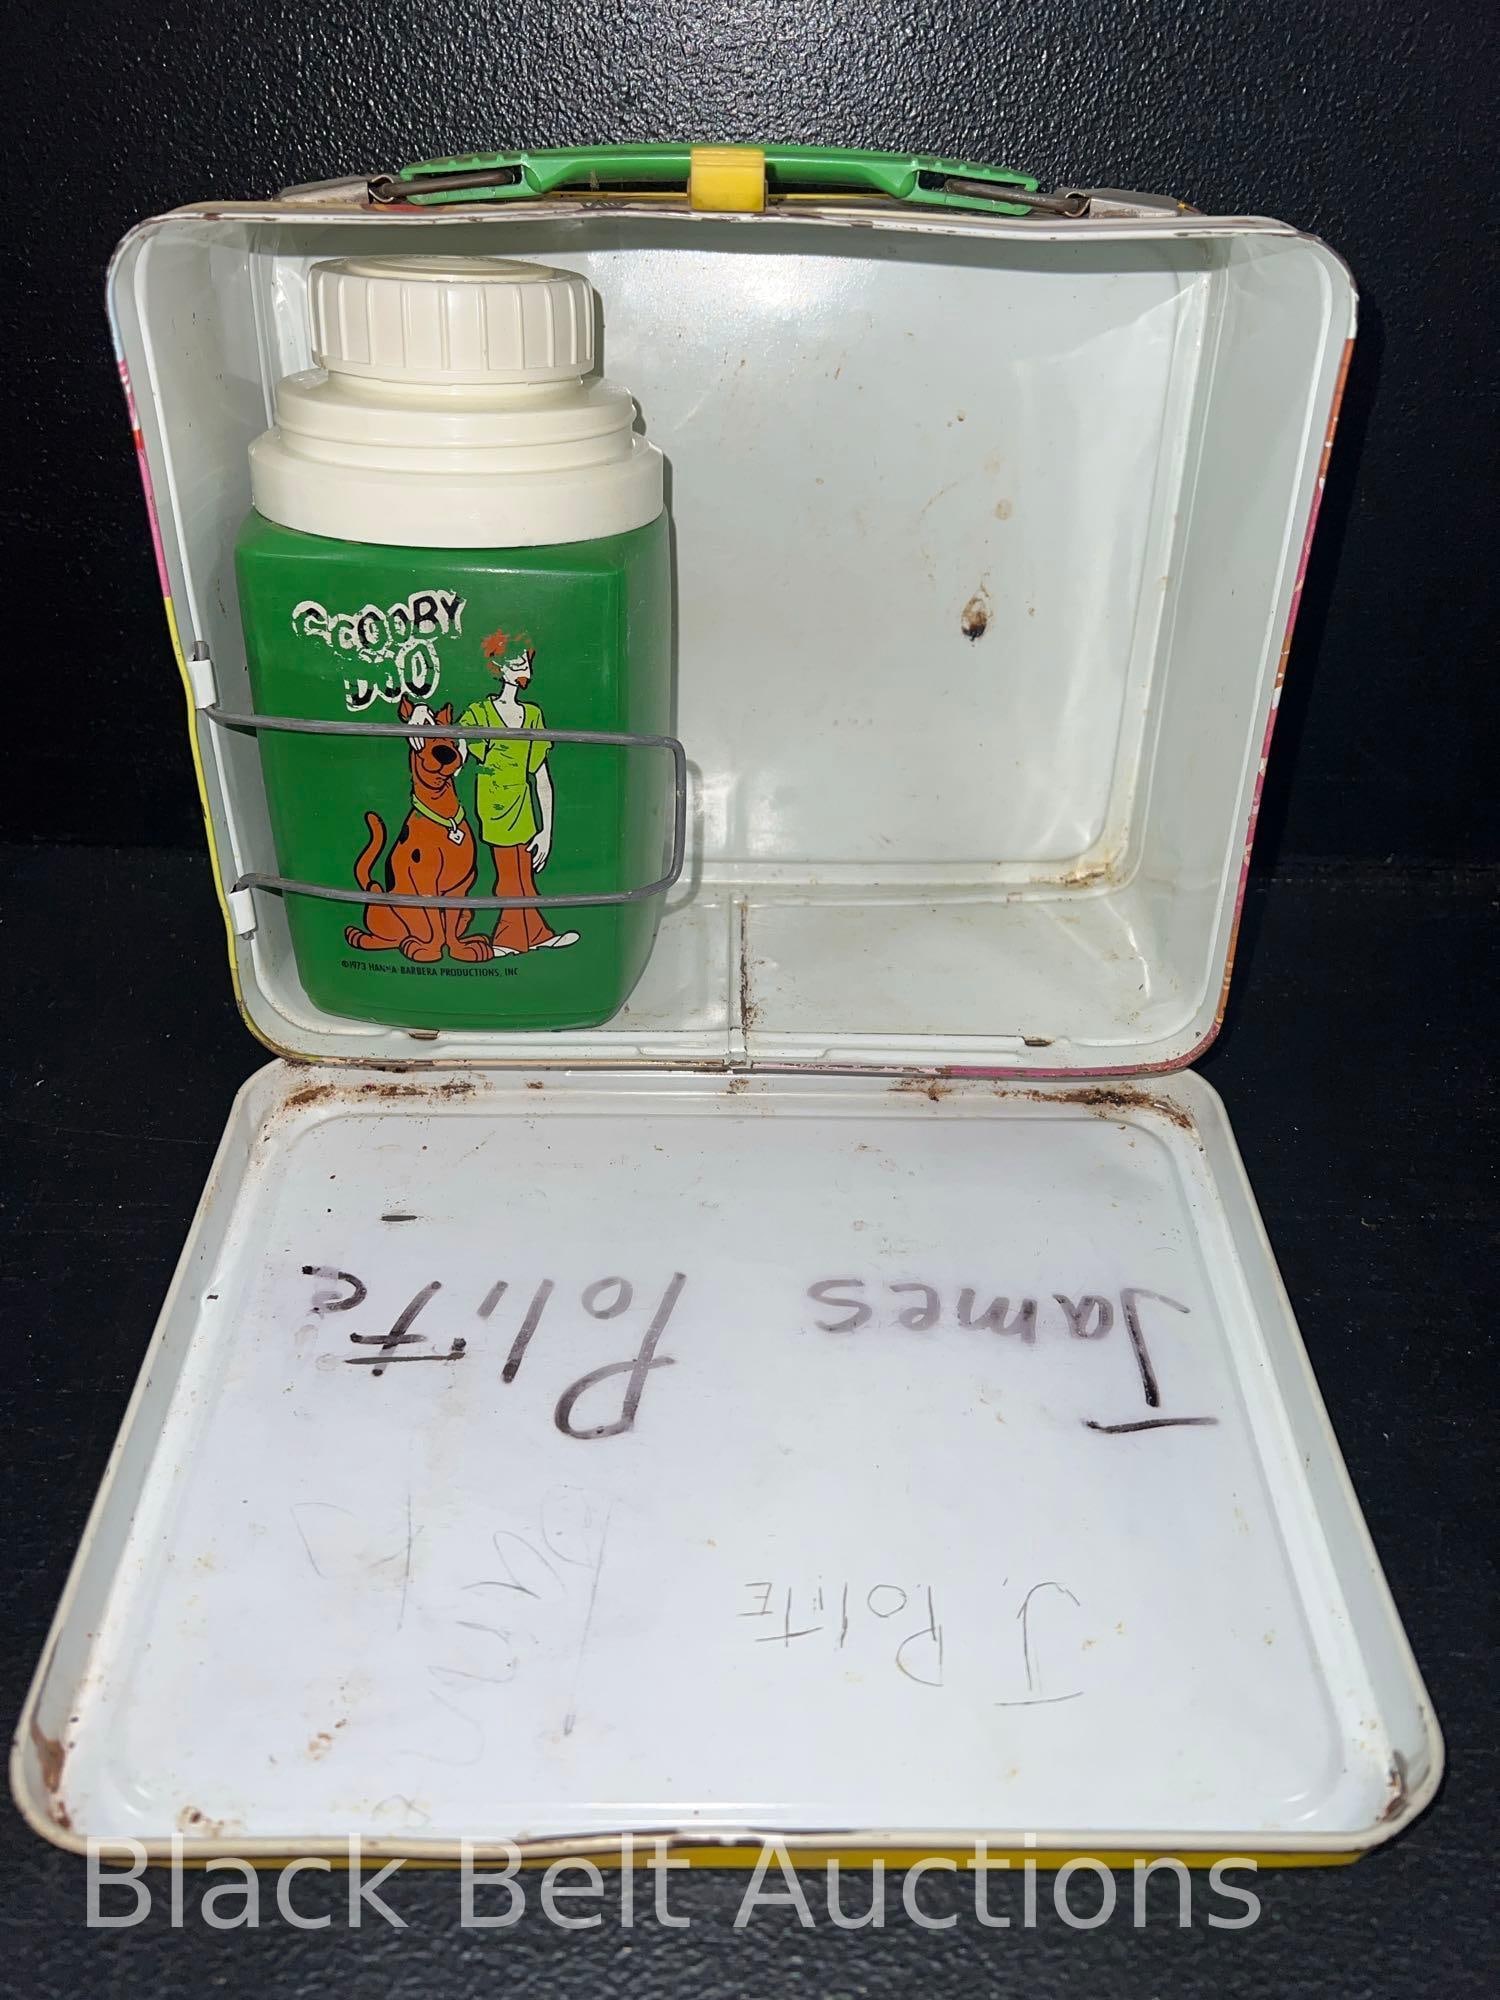 SCOOBY
DOO
©1973 HANNA-BARBERA PRODUCTIONS, INC
James Polite
J. POLITE
Black Belt Auctions